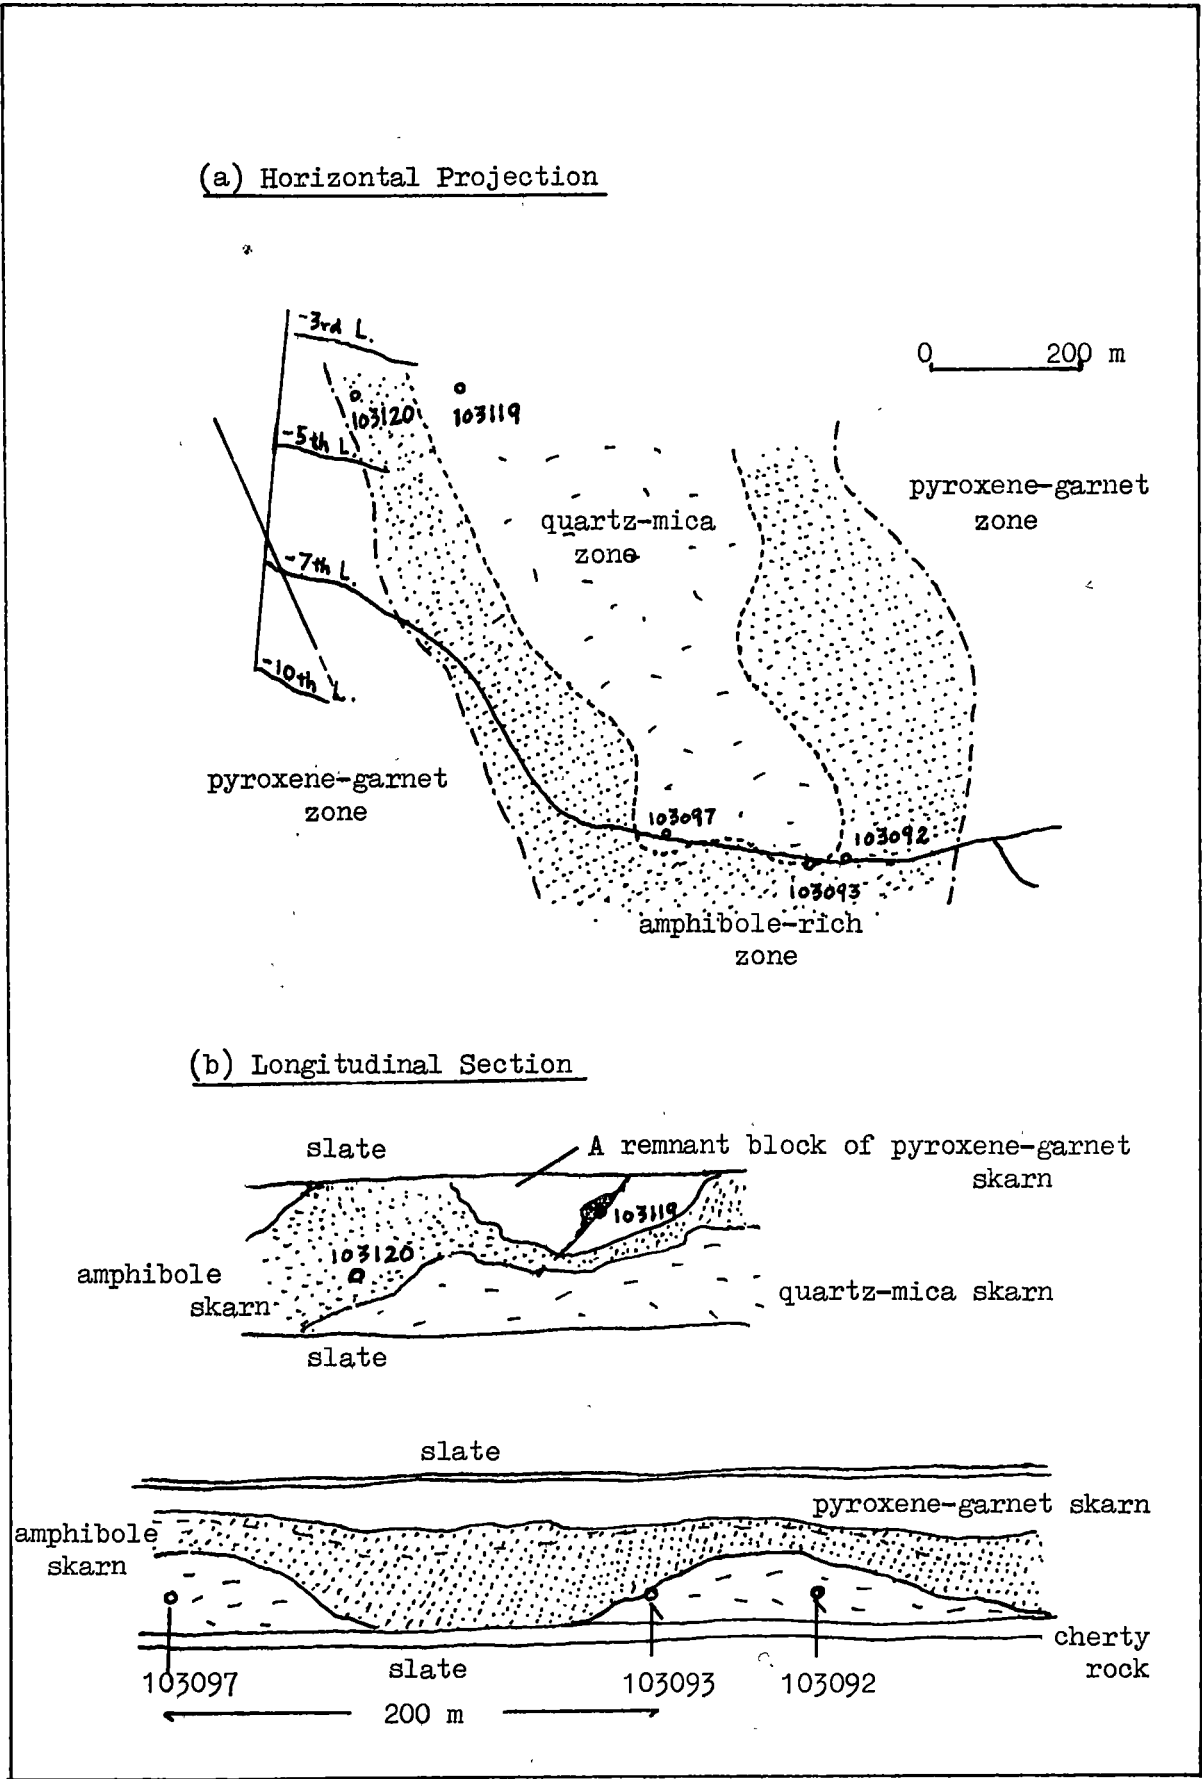 (a) Horizontal Projection
-3rd L.
0 200 m
103120
103119
-5th L.
pyroxene-garnet
zone
quartz-mica
zone
-7th L.
-10th L.
pyroxene-garnet
zone
103097
103092
103093
amphibole-rich
zone
(b) Longitudinal Section
slate
A remnant block of pyroxene-garnet
skarn
103119
103120
amphibole
skarn
quartz-mica skarn
slate
slate
pyroxene-garnet skarn
amphibole
skarn
cherty
rock
slate
103097
103093
103092
200 m